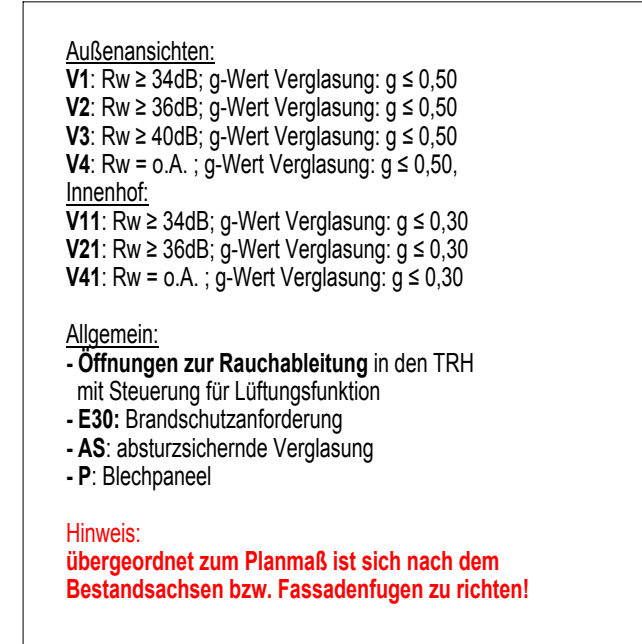 Außenansichten:
V1: Rw ≥ 34dB; g-Wert Verglasung: g ≤ 0,50
V2: Rw ≥ 36dB; g-Wert Verglasung: g ≤ 0,50
V3: Rw ≥ 40dB; g-Wert Verglasung: g ≤ 0,50
V4: Rw = o.A. ; g-Wert Verglasung: g ≤ 0,50,
Innenhof:
V11: Rw ≥ 34dB; g-Wert Verglasung: g ≤ 0,30
V21: Rw ≥ 36dB; g-Wert Verglasung: g ≤ 0,30
V41: Rw = o.A. ; g-Wert Verglasung: g ≤ 0,30
Allgemein:
- Öffnungen zur Rauchableitung in den TRH
mit Steuerung für Lüftungsfunktion
- E30: Brandschutzanforderung
- AS: absturzsichernde Verglasung
- P: Blechpaneel
Hinweis:
übergeordnet zum Planmaß ist sich nach dem
Bestandsachsen bzw. Fassadenfugen zu richten!